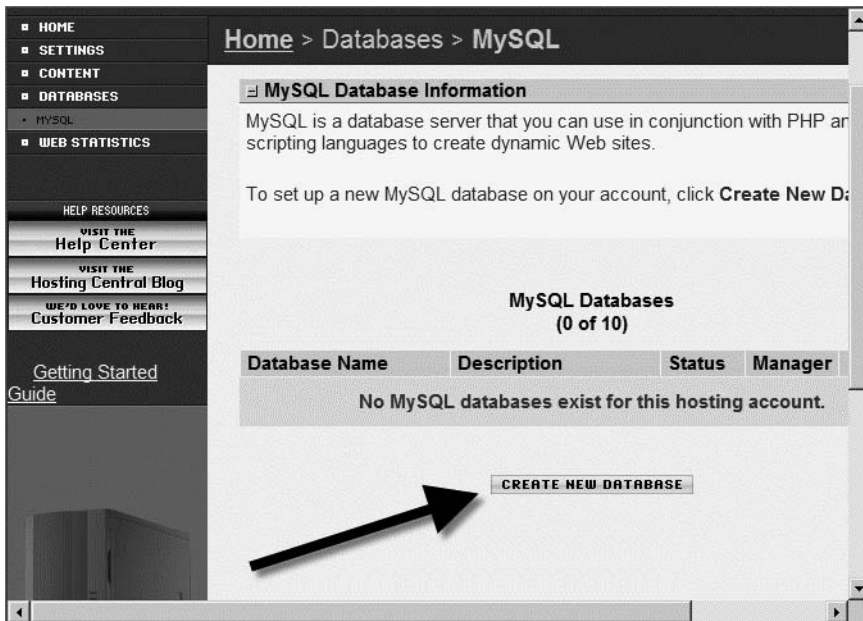 HOME
SETTINGS
CONTENT
DATABASES
MYSQL
WEB STATISTICS
HELP RESOURCES
VISIT THE
Help Center
VISIT THE
Hosting Central Blog
WE'D LOVE TO HEAR!
Customer Feedback
Getting Started
Guide
Home > Databases > MySQL
MySQL Database Information
MySQL is a database server that you can use in conjunction with PHP
scripting languages to create dynamic Web sites.
To set up a new MySQL database on your account, click Create New
MySQL Databases
(0 of 10)
Database Name Description Status Manager
No MySQL databases exist for this hosting account.
CREATE NEW DATABASE